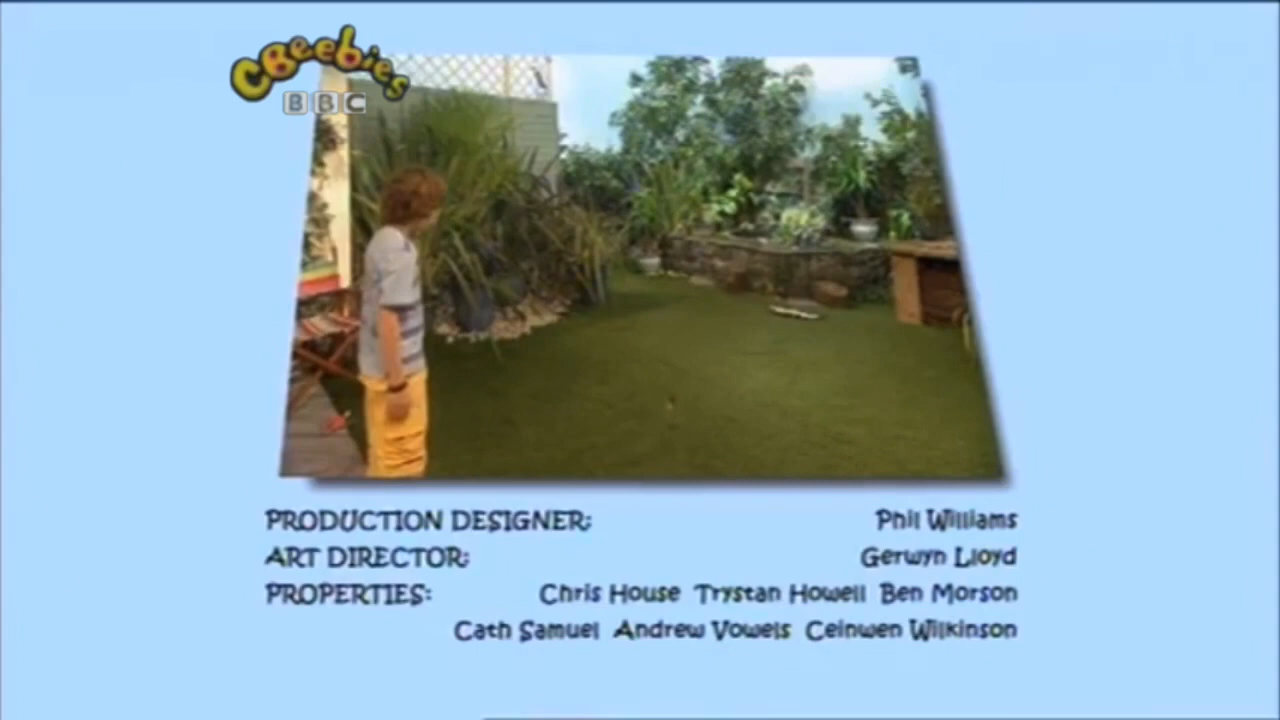 CBeebies
BBC
PRODUCTION DESIGNER: Phil Williams
ART DIRECTOR: Gerwyn Lloyd
PROPERTIES: Chris House Trystan Howell Ben Morson
Cath Samuel Andrew Vowels Ceinwen Wilkinson